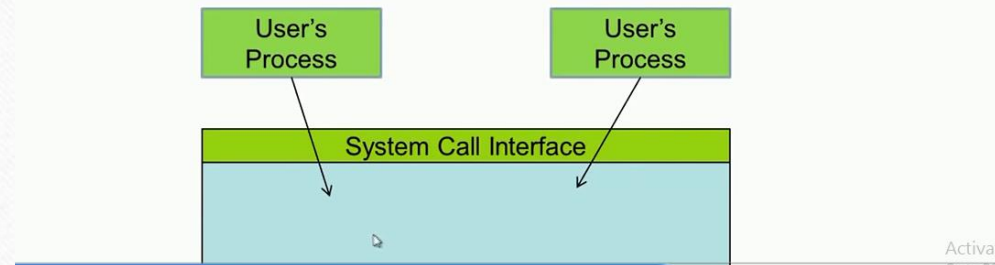 User's
Process
User's
Process
System Call Interface
Activa